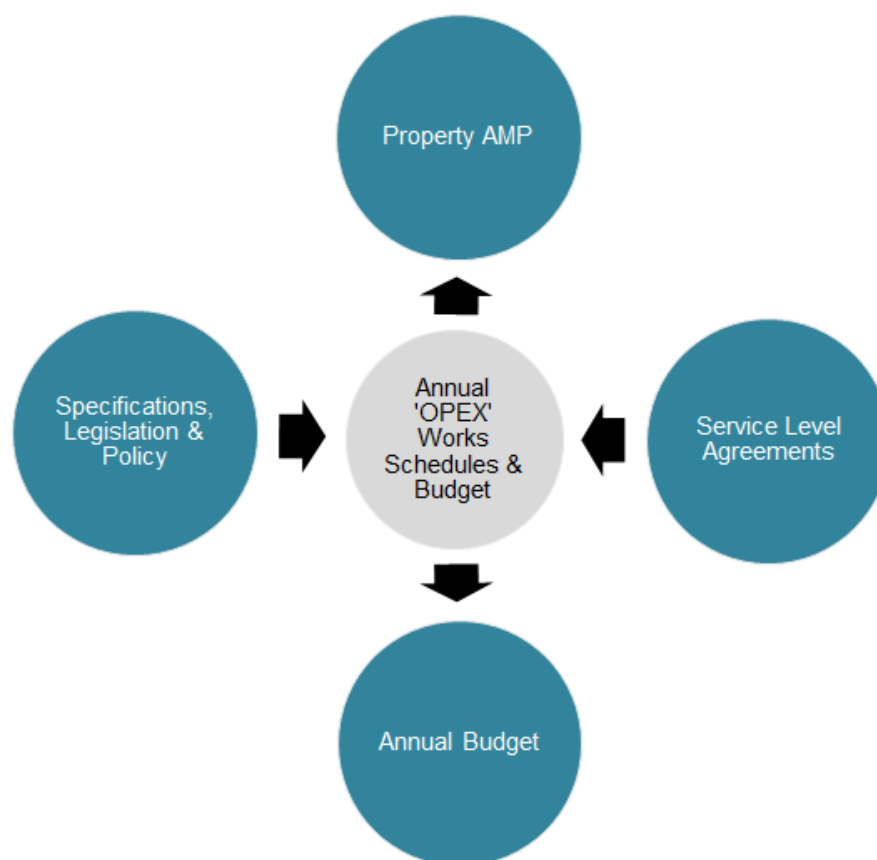 Property AMP
Specifications,
Legislation &
Policy
Annual
'OPEX'
Works
Schedules &
Budget
Service Level
Agreements
Annual Budget